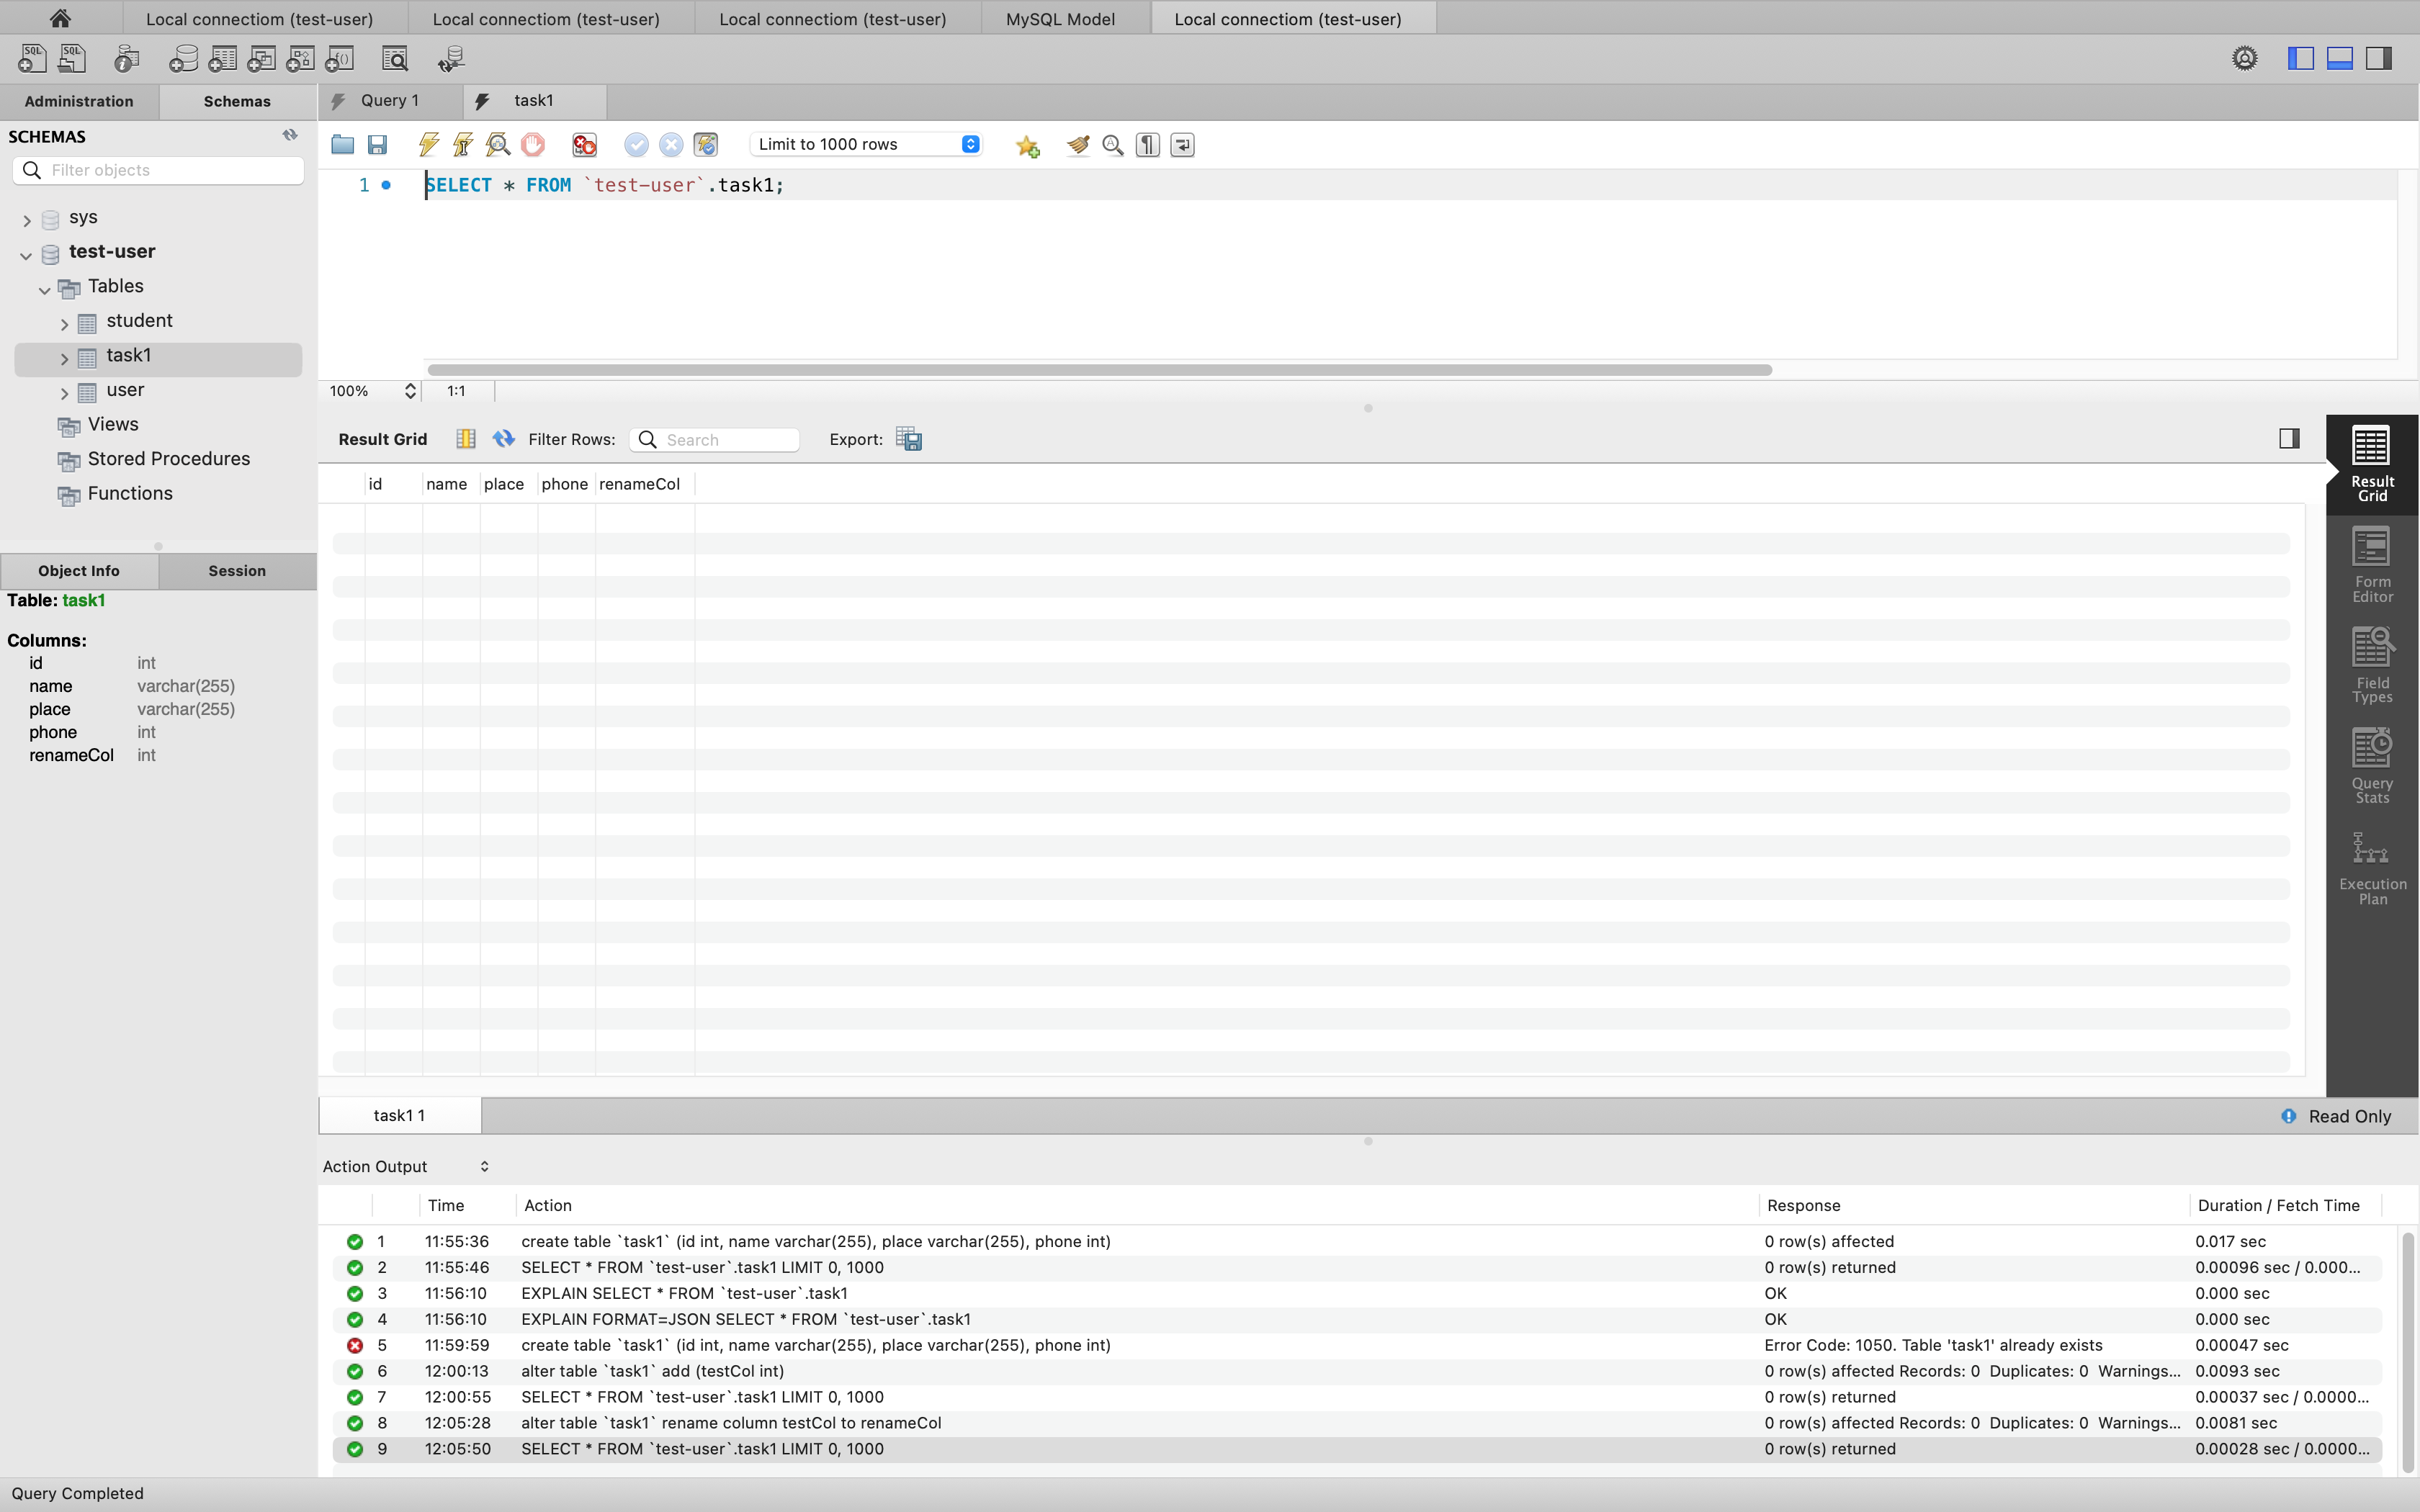 Local connectiom (test-user)
Local connectiom (test-user)
Local connectiom (test-user)
MySQL Model
Local connectiom (test-user)
SQL
SQL
Administration
Schemas
Query 1
task1
SCHEMAS
Limit to 1000 rows
Filter objects
1
SELECT * FROM `test-user`.task1;
sys
test-user
Tables
student
task1
user
Views
Stored Procedures
Functions
100%
1:1
Result Grid
Filter Rows:
Search
Export:
id name place phone renameCol
Result
Grid
Form
Editor
Field
Types
Query
Stats
Execution
Plan
Object Info
Session
Table: task1
Columns:
id int
name varchar(255)
place varchar(255)
phone int
renameCol int
task1 1
Read Only
Action Output
Time Action Response Duration / Fetch Time
1 11:55:36 create table `task1` (id int, name varchar(255), place varchar(255), phone int) 0 row(s) affected 0.017 sec
2 11:55:46 SELECT * FROM `test-user`.task1 LIMIT 0, 1000 0 row(s) returned 0.00096 sec / 0.000...
3 11:56:10 EXPLAIN SELECT * FROM `test-user`.task1 OK 0.000 sec
4 11:56:10 EXPLAIN FORMAT=JSON SELECT * FROM `test-user`.task1 OK 0.000 sec
5 11:59:59 create table `task1` (id int, name varchar(255), place varchar(255), phone int) Error Code: 1050. Table 'task1' already exists 0.00047 sec
6 12:00:13 alter table `task1` add (testCol int) 0 row(s) affected Records: 0 Duplicates: 0 Warnings... 0.0093 sec
7 12:00:55 SELECT * FROM `test-user`.task1 LIMIT 0, 1000 0 row(s) returned 0.00037 sec / 0.0000...
8 12:05:28 alter table `task1` rename column testCol to renameCol 0 row(s) affected Records: 0 Duplicates: 0 Warnings... 0.0081 sec
9 12:05:50 SELECT * FROM `test-user`.task1 LIMIT 0, 1000 0 row(s) returned 0.00028 sec / 0.0000...
Query Completed